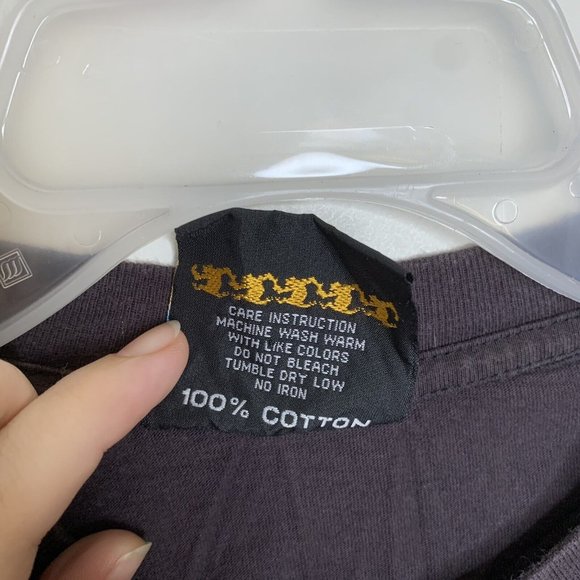 CARE INSTRUCTION
MACHINE WASH WARM
WITH LIKE COLORS
DO NOT BLEACH
TUMBLE DRY LOW
NO IRON
100% COTTON